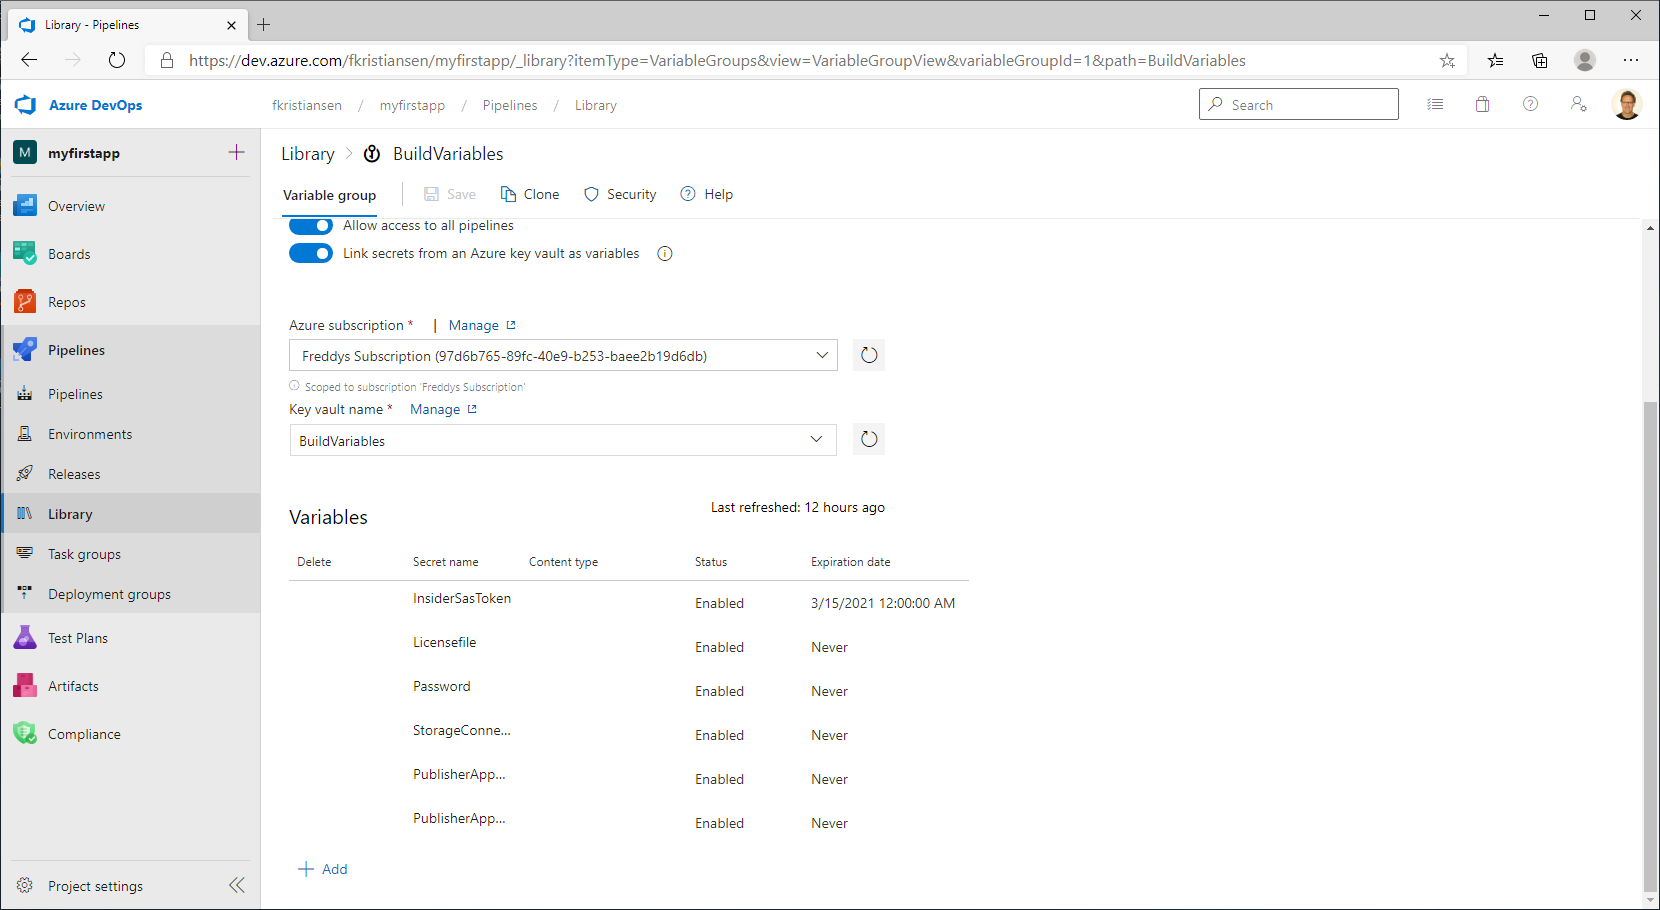 Library - Pipelines
https://dev.azure.com/fkristiansen/myfirstapp/_library?itemType=VariableGroups&view=VariableGroupView&variableGroupId=1&path=BuildVariables
Azure DevOps
fkristiansen / myfirstapp / Pipelines / Library
Search
M myfirstapp
Overview
Boards
Repos
Pipelines
Pipelines
Environments
Releases
Library
Task groups
Deployment groups
Test Plans
Artifacts
Compliance
Project settings
Library > BuildVariables
Variable group | Save Clone Security Help
Allow access to all pipelines
Link secrets from an Azure key vault as variables
Azure subscription * | Manage
Freddys Subscription (97d6b765-89fc-40e9-b253-baee2b19d6db)
Scoped to subscription 'Freddys Subscription'
Key vault name * Manage
BuildVariables
Last refreshed: 12 hours ago
Variables
Delete Secret name Content type Status Expiration date
InsiderSasToken Enabled 3/15/2021 12:00:00 AM
Licensefile Enabled Never
Password Enabled Never
StorageConne... Enabled Never
PublisherApp... Enabled Never
PublisherApp... Enabled Never
+ Add